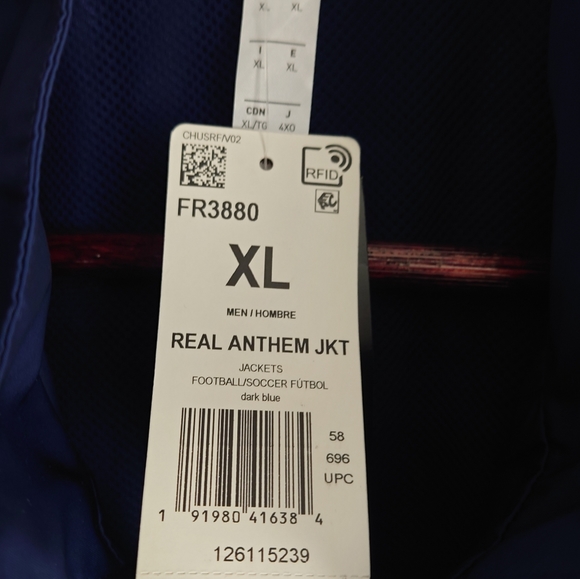 XL XL
I E
XL XL
CDN J
XL/TG 4XO
CHUSRF/V02
RFID
FR3880
XL
MEN / HOMBRE
REAL ANTHEM JKT
JACKETS
FOOTBALL/SOCCER FÚTBOL
dark blue
58
696
UPC
1 91980 41638 4
126115239